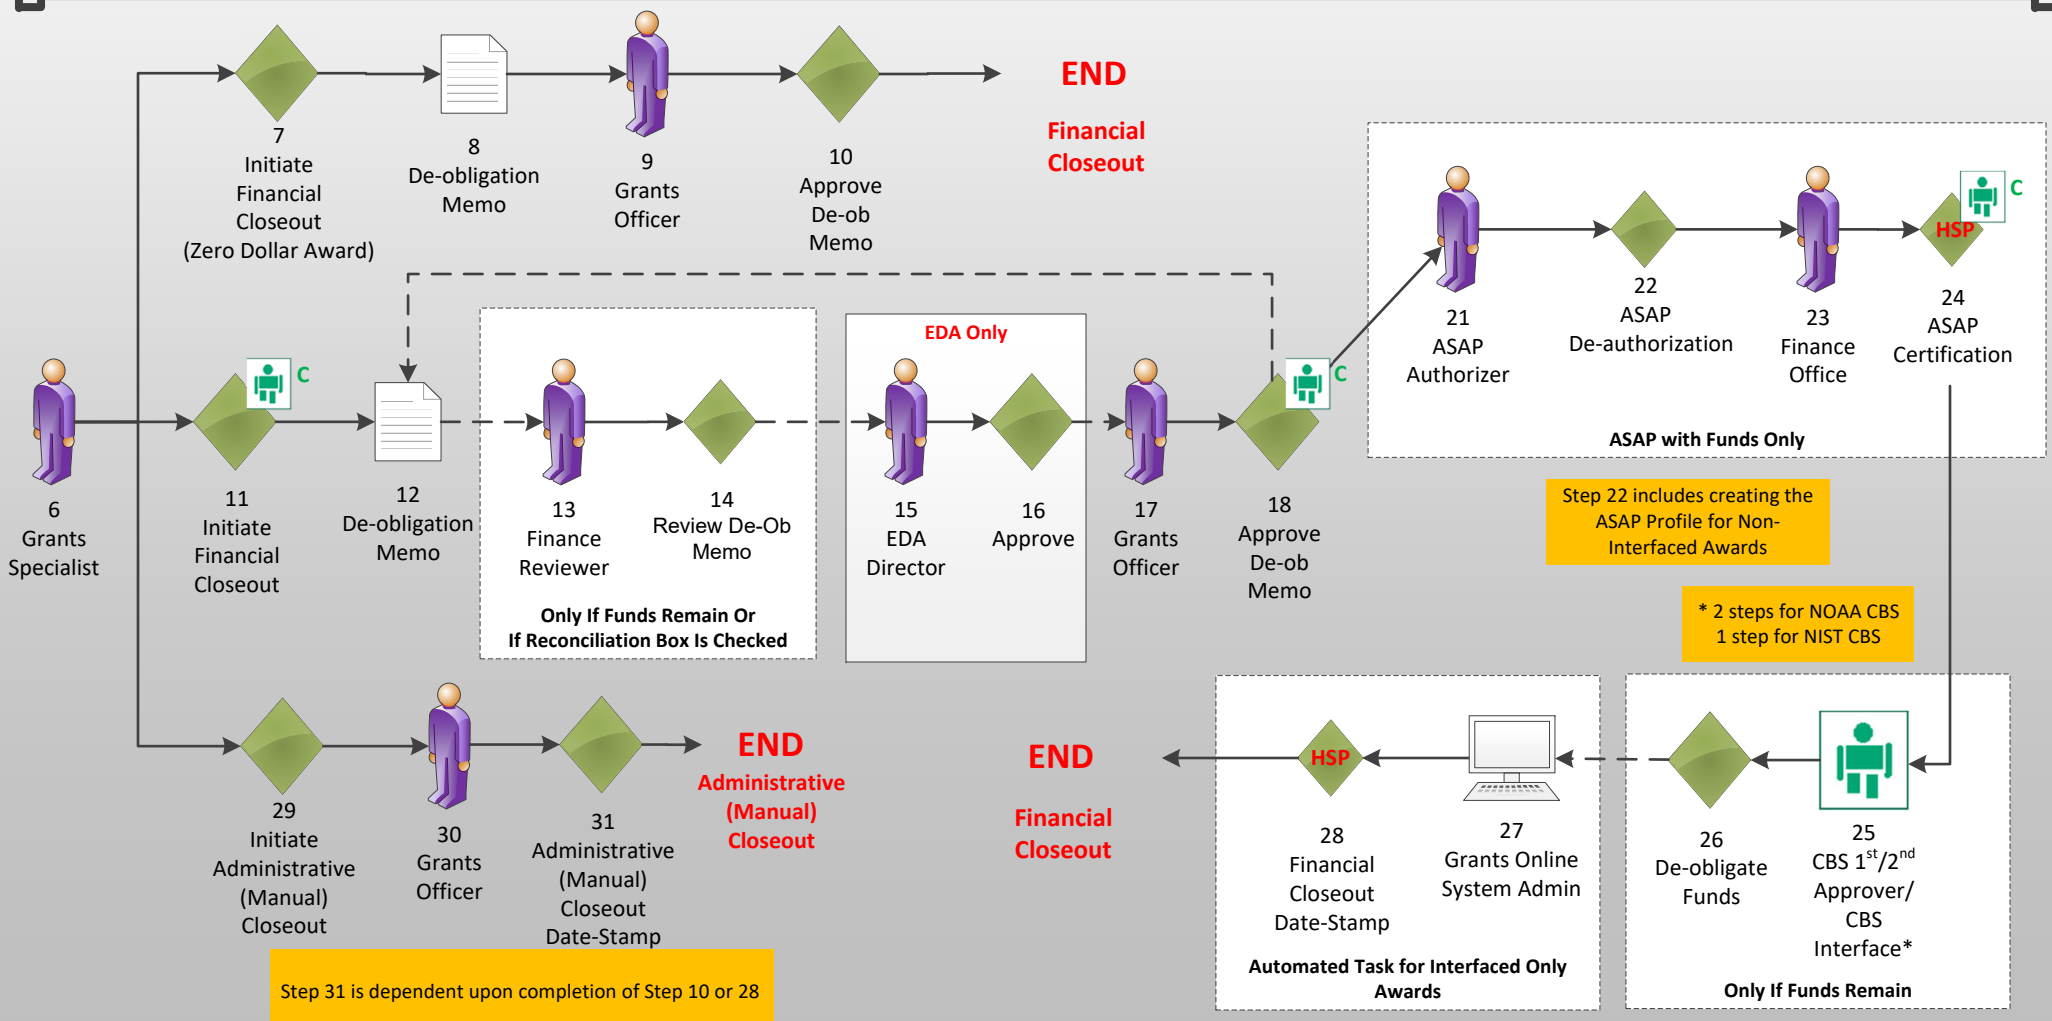 7
Initiate
Financial
Closeout
(Zero Dollar Award)
8
De-obligation
Memo
9
Grants
Officer
10
Approve
De-ob
Memo
END
Financial
Closeout
21
ASAP
Authorizer
22
ASAP
De-authorization
23
Finance
Office
HSP
C
24
ASAP
Certification
ASAP with Funds Only
6
Grants
Specialist
C
11
Initiate
Financial
Closeout
12
De-obligation
Memo
13
Finance
Reviewer
14
Review De-Ob
Memo
Only If Funds Remain Or
If Reconciliation Box Is Checked
EDA Only
15
EDA
Director
16
Approve
17
Grants
Officer
C
18
Approve
De-ob
Memo
Step 22 includes creating the
ASAP Profile for Non-
Interfaced Awards
* 2 steps for NOAA CBS
1 step for NIST CBS
29
Initiate
Administrative
(Manual)
Closeout
30
Grants
Officer
31
Administrative
(Manual)
Closeout
Date-Stamp
END
Administrative
(Manual)
Closeout
Step 31 is dependent upon completion of Step 10 or 28
END
Financial
Closeout
HSP
28
Financial
Closeout
Date-Stamp
27
Grants Online
System Admin
Automated Task for Interfaced Only
Awards
26
De-obligate
Funds
25
CBS 1st/2nd
Approver/
CBS
Interface*
Only If Funds Remain